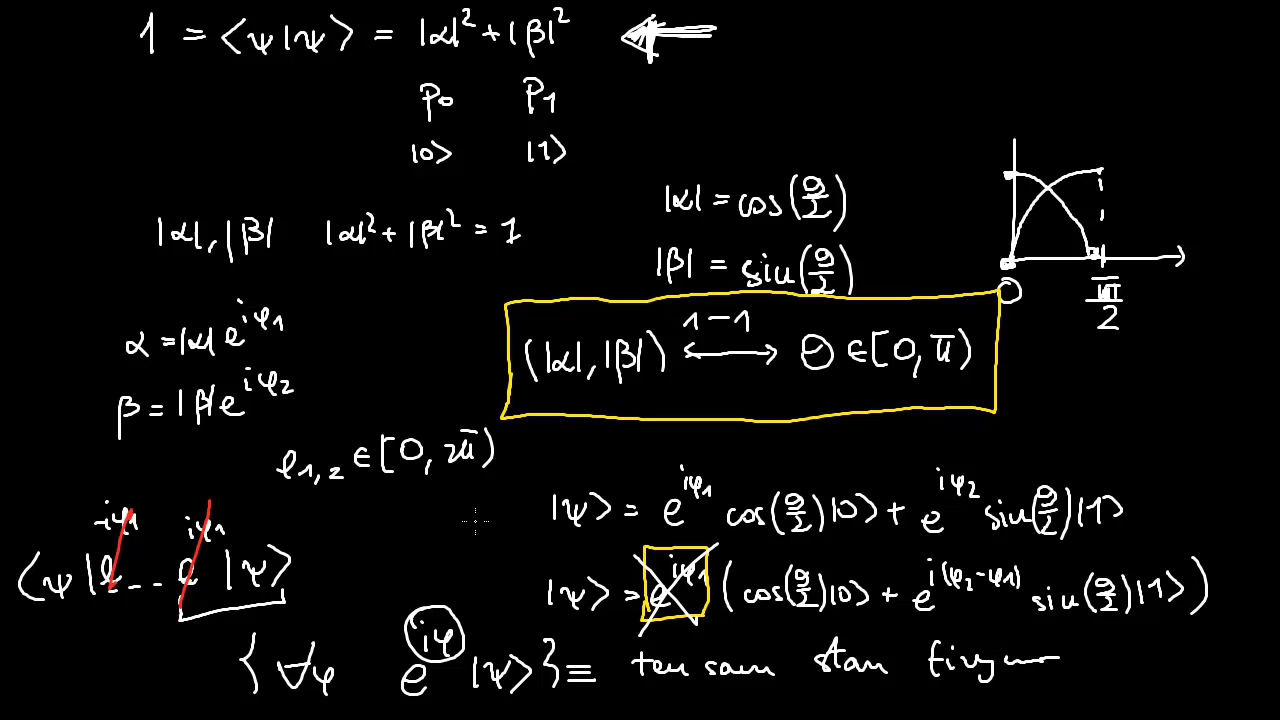 1 = ⟨ψ|ψ⟩ = |α|² + |β|²
p₀ p₁
|0⟩ |1⟩
|α|, |β| |α|² + |β|² = 1
|α| = cos(θ/2)
|β| = sin(θ/2)
0 π/2
α = |α| e^{iφ₁}
β = |β| e^{iφ₂}
(|α|, |β|) 1-1 ⟷ θ ∈ [0, π)
φ₁,₂ ∈ [0, 2π)
|ψ⟩ = e^{iφ₁} cos(θ/2)|0⟩ + e^{iφ₂} sin(θ/2)|1⟩
⟨ψ| e^{-iφ₁} ... e^{iφ₁} |ψ⟩
|ψ⟩ = e^{iφ₁} (cos(θ/2)|0⟩ + e^{i(φ₂-φ₁)} sin(θ/2)|1⟩)
{∀φ e^{iφ} |ψ⟩} ≡ ten sam stan